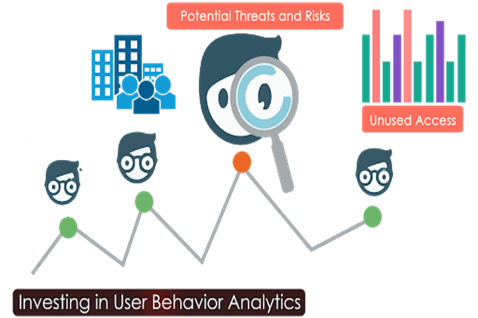 Potential Threats and Risks
Unused Access
Investing in User Behavior Analytics